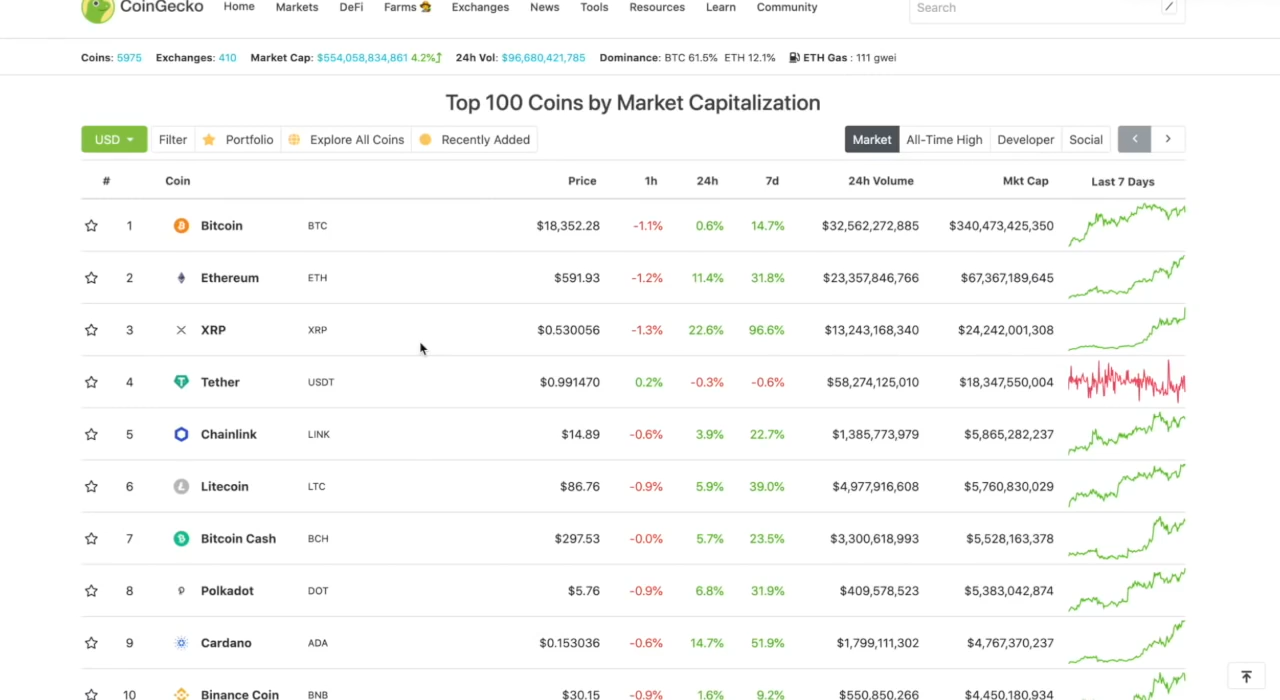 CoinGecko Home Markets DeFi Farms Exchanges News Tools Resources Learn Community Search /
Coins: 5975 Exchanges: 410 Market Cap: $554,058,834,861 4.2% 24h Vol: $96,680,421,785 Dominance: BTC 61.5% ETH 12.1% ETH Gas : 111 gwei
Top 100 Coins by Market Capitalization
USD Filter Portfolio Explore All Coins Recently Added Market All-Time High Developer Social < >
# Coin Price 1h 24h 7d 24h Volume Mkt Cap Last 7 Days
1 Bitcoin BTC $18,352.28 -1.1% 0.6% 14.7% $32,562,272,885 $340,473,425,350
2 Ethereum ETH $591.93 -1.2% 11.4% 31.8% $23,357,846,766 $67,367,189,645
3 XRP XRP $0.530056 -1.3% 22.6% 96.6% $13,243,168,340 $24,242,001,308
4 Tether USDT $0.991470 0.2% -0.3% -0.6% $58,274,125,010 $18,347,550,004
5 Chainlink LINK $14.89 -0.6% 3.9% 22.7% $1,385,773,979 $5,865,282,237
6 Litecoin LTC $86.76 -0.9% 5.9% 39.0% $4,977,916,608 $5,760,830,029
7 Bitcoin Cash BCH $297.53 -0.0% 5.7% 23.5% $3,300,618,993 $5,528,163,378
8 Polkadot DOT $5.76 -0.9% 6.8% 31.9% $409,578,523 $5,383,042,874
9 Cardano ADA $0.153036 -0.6% 14.7% 51.9% $1,799,111,302 $4,767,370,237
10 Binance Coin BNB $30.15 -0.9% 1.6% 9.2% $550,850,266 $4,450,180,934